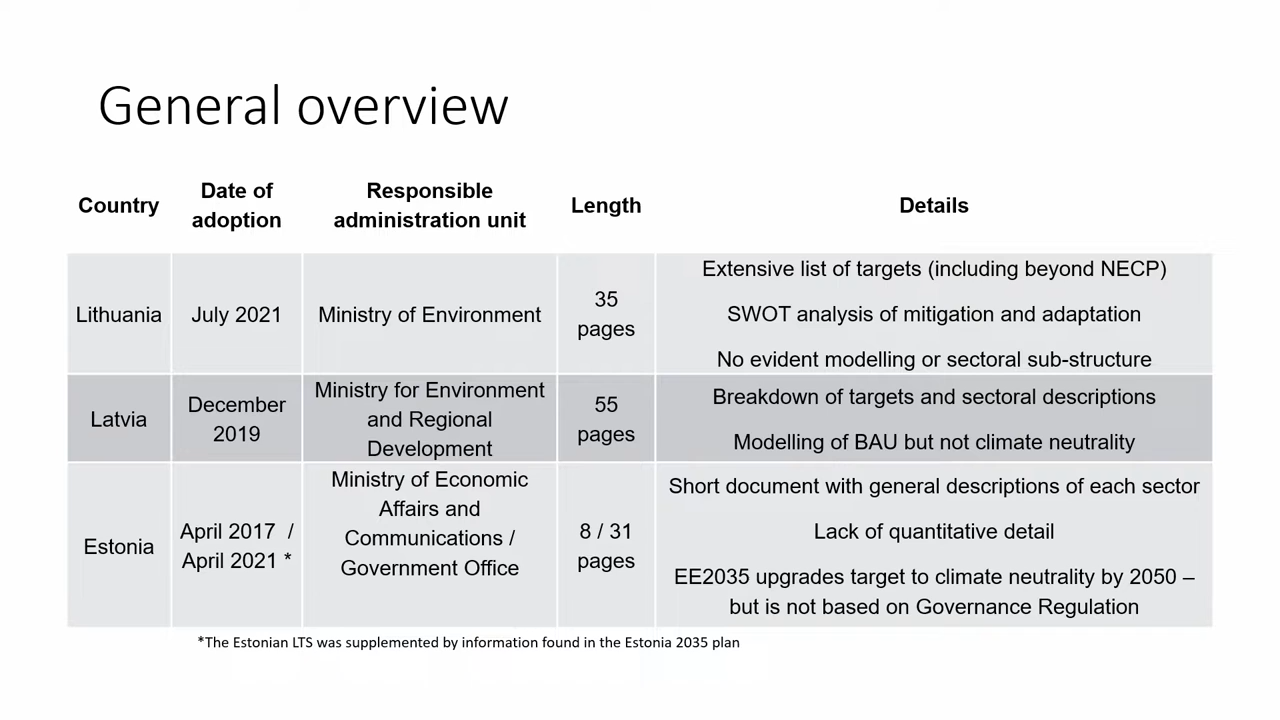 General overview
Country
Date of
adoption
Responsible
administration unit
Length
Details
Lithuania
July 2021
Ministry of Environment
35
pages
Extensive list of targets (including beyond NECP)
SWOT analysis of mitigation and adaptation
No evident modelling or sectoral sub-structure
Latvia
December
2019
Ministry for Environment
and Regional
Development
55
pages
Breakdown of targets and sectoral descriptions
Modelling of BAU but not climate neutrality
Estonia
April 2017 /
April 2021 *
Ministry of Economic
Affairs and
Communications /
Government Office
8 / 31
pages
Short document with general descriptions of each sector
Lack of quantitative detail
EE2035 upgrades target to climate neutrality by 2050 –
but is not based on Governance Regulation
*The Estonian LTS was supplemented by information found in the Estonia 2035 plan